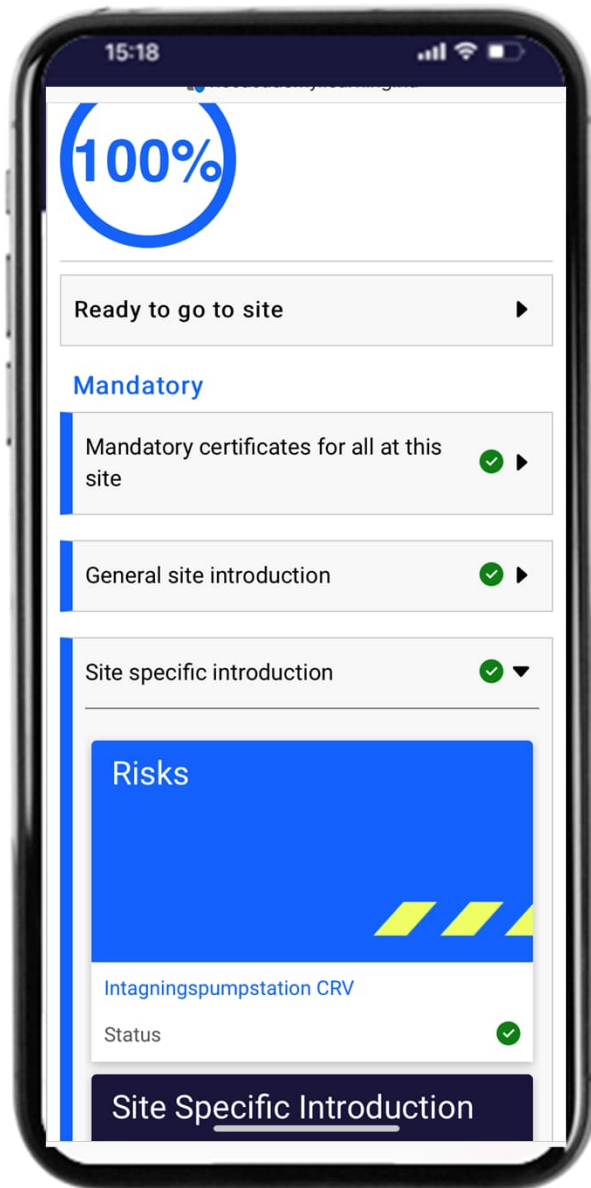 15:18
100%
Ready to go to site
Mandatory
Mandatory certificates for all at this
site
General site introduction
Site specific introduction
Risks
Intagningspumpstation CRV
Status
Site Specific Introduction